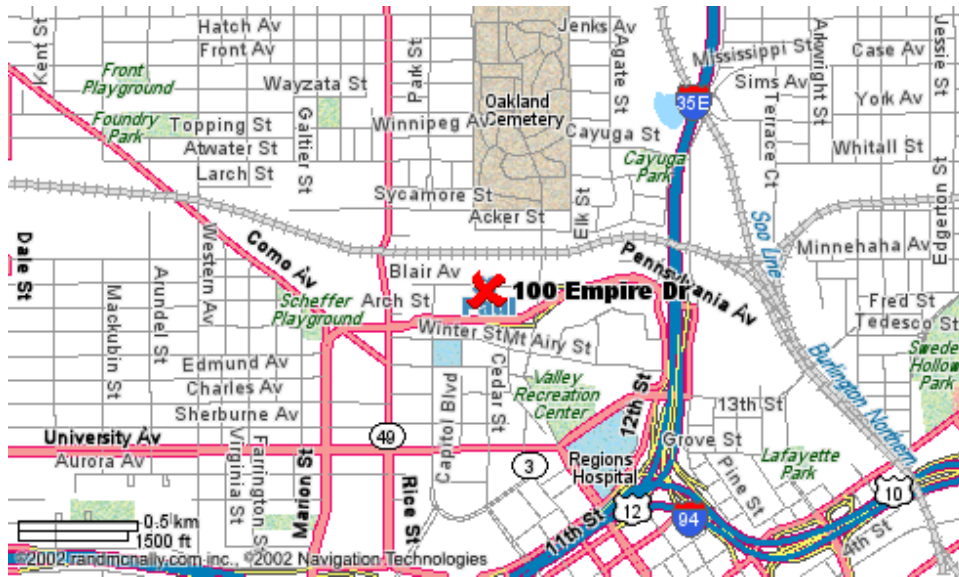 Hatch Av
Front Av
Kent St
Front
Playground
Wayzata St
Park St
Foundry
Park
Topping St
Atwater St
Larch St
Galtier St
Winnipeg Av
Sycamore St
Acker St
Oakland
Cemetery
Jenks Av
Agate St
Cayuga St
Cayuga
Park
Elk St
35E
Mississippi St
Sims Av
Terrace Ct
Arkwright St
Case Av
Jessie St
York Av
Whitall St
Edgerton St
Minnehaha Av
Soo Line
Dale St
Mackubin St
Arundel St
Western Av
Como Av
Scheffer
Playground
Blair Av
Arch St
Paul
100 Empire Dr
Pennsylvania Av
Winter St
Mt Airy St
Fred St
Tedesco St
Swede
Hollow
Park
Burlington Northern
Edmund Av
Charles Av
Sherburne Av
University Av
Aurora Av
Virginia St
Farrington St
Marion St
49
Rice St
Capitol Blvd
Cedar St
Valley
Recreation
Center
3
12th St
13th St
Grove St
Regions
Hospital
Pine St
Lafayette
Park
11th St
12
94
10
4th St
0.5 km
1500 ft
©2002 randmcnally.com inc., ©2002 Navigation Technologies